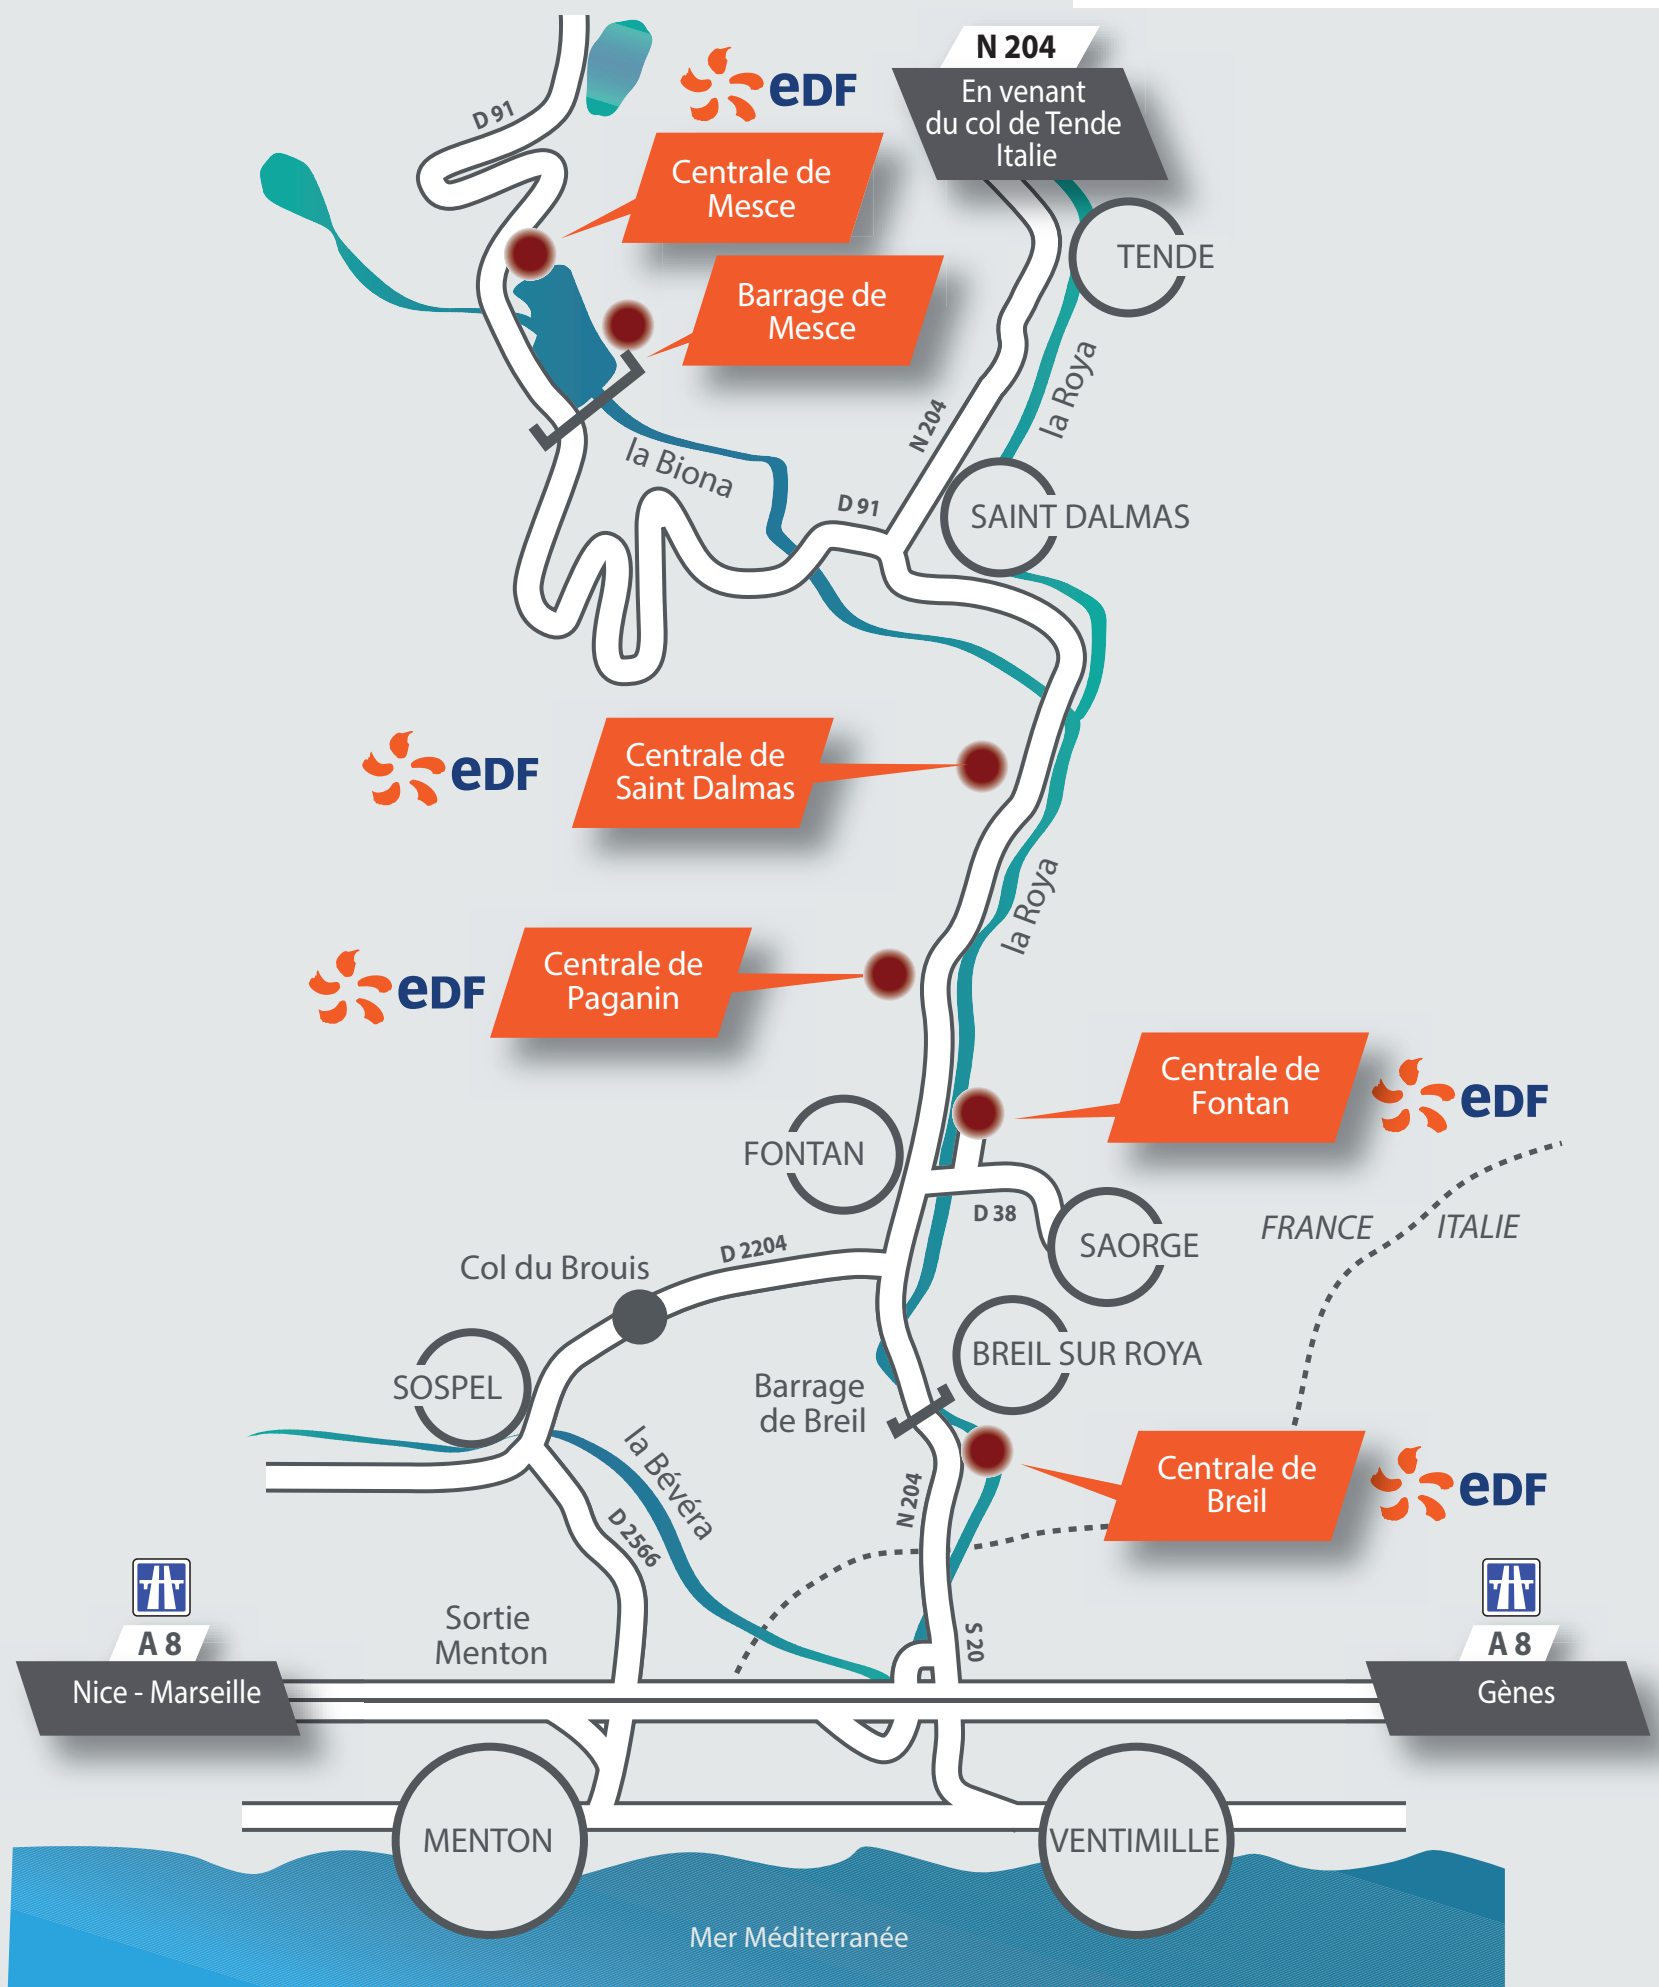 N 204
En venant
du col de Tende
Italie
D 91
eDF
Centrale de
Mesce
TENDE
Barrage de
Mesce
la Roya
N 204
la Biona
D 91
SAINT DALMAS
eDF
Centrale de
Saint Dalmas
la Roya
eDF
Centrale de
Paganin
Centrale de
Fontan
eDF
FONTAN
D 38
SAORGE
FRANCE
ITALIE
D 2204
Col du Brouis
BREIL SUR ROYA
SOSPEL
Barrage
de Breil
la Bévéra
Centrale de
Breil
eDF
N 204
D 2566
Sortie
Menton
S 20
A 8
Nice - Marseille
A 8
Gènes
MENTON
VENTIMILLE
Mer Méditerranée